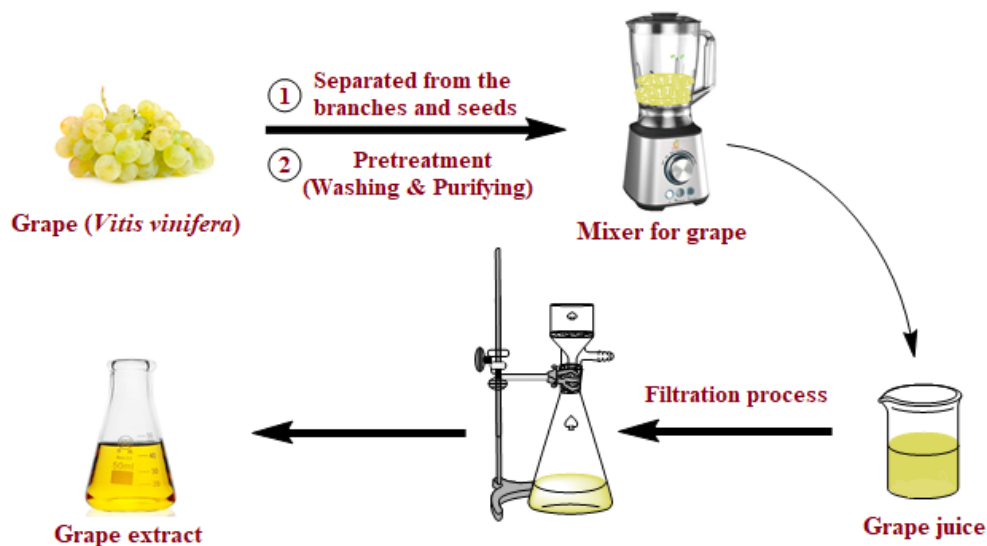 1
Separated from the
branches and seeds
2
Pretreatment
(Washing & Purifying)
Grape (Vitis vinifera)
Mixer for grape
Filtration process
Grape extract
Grape juice